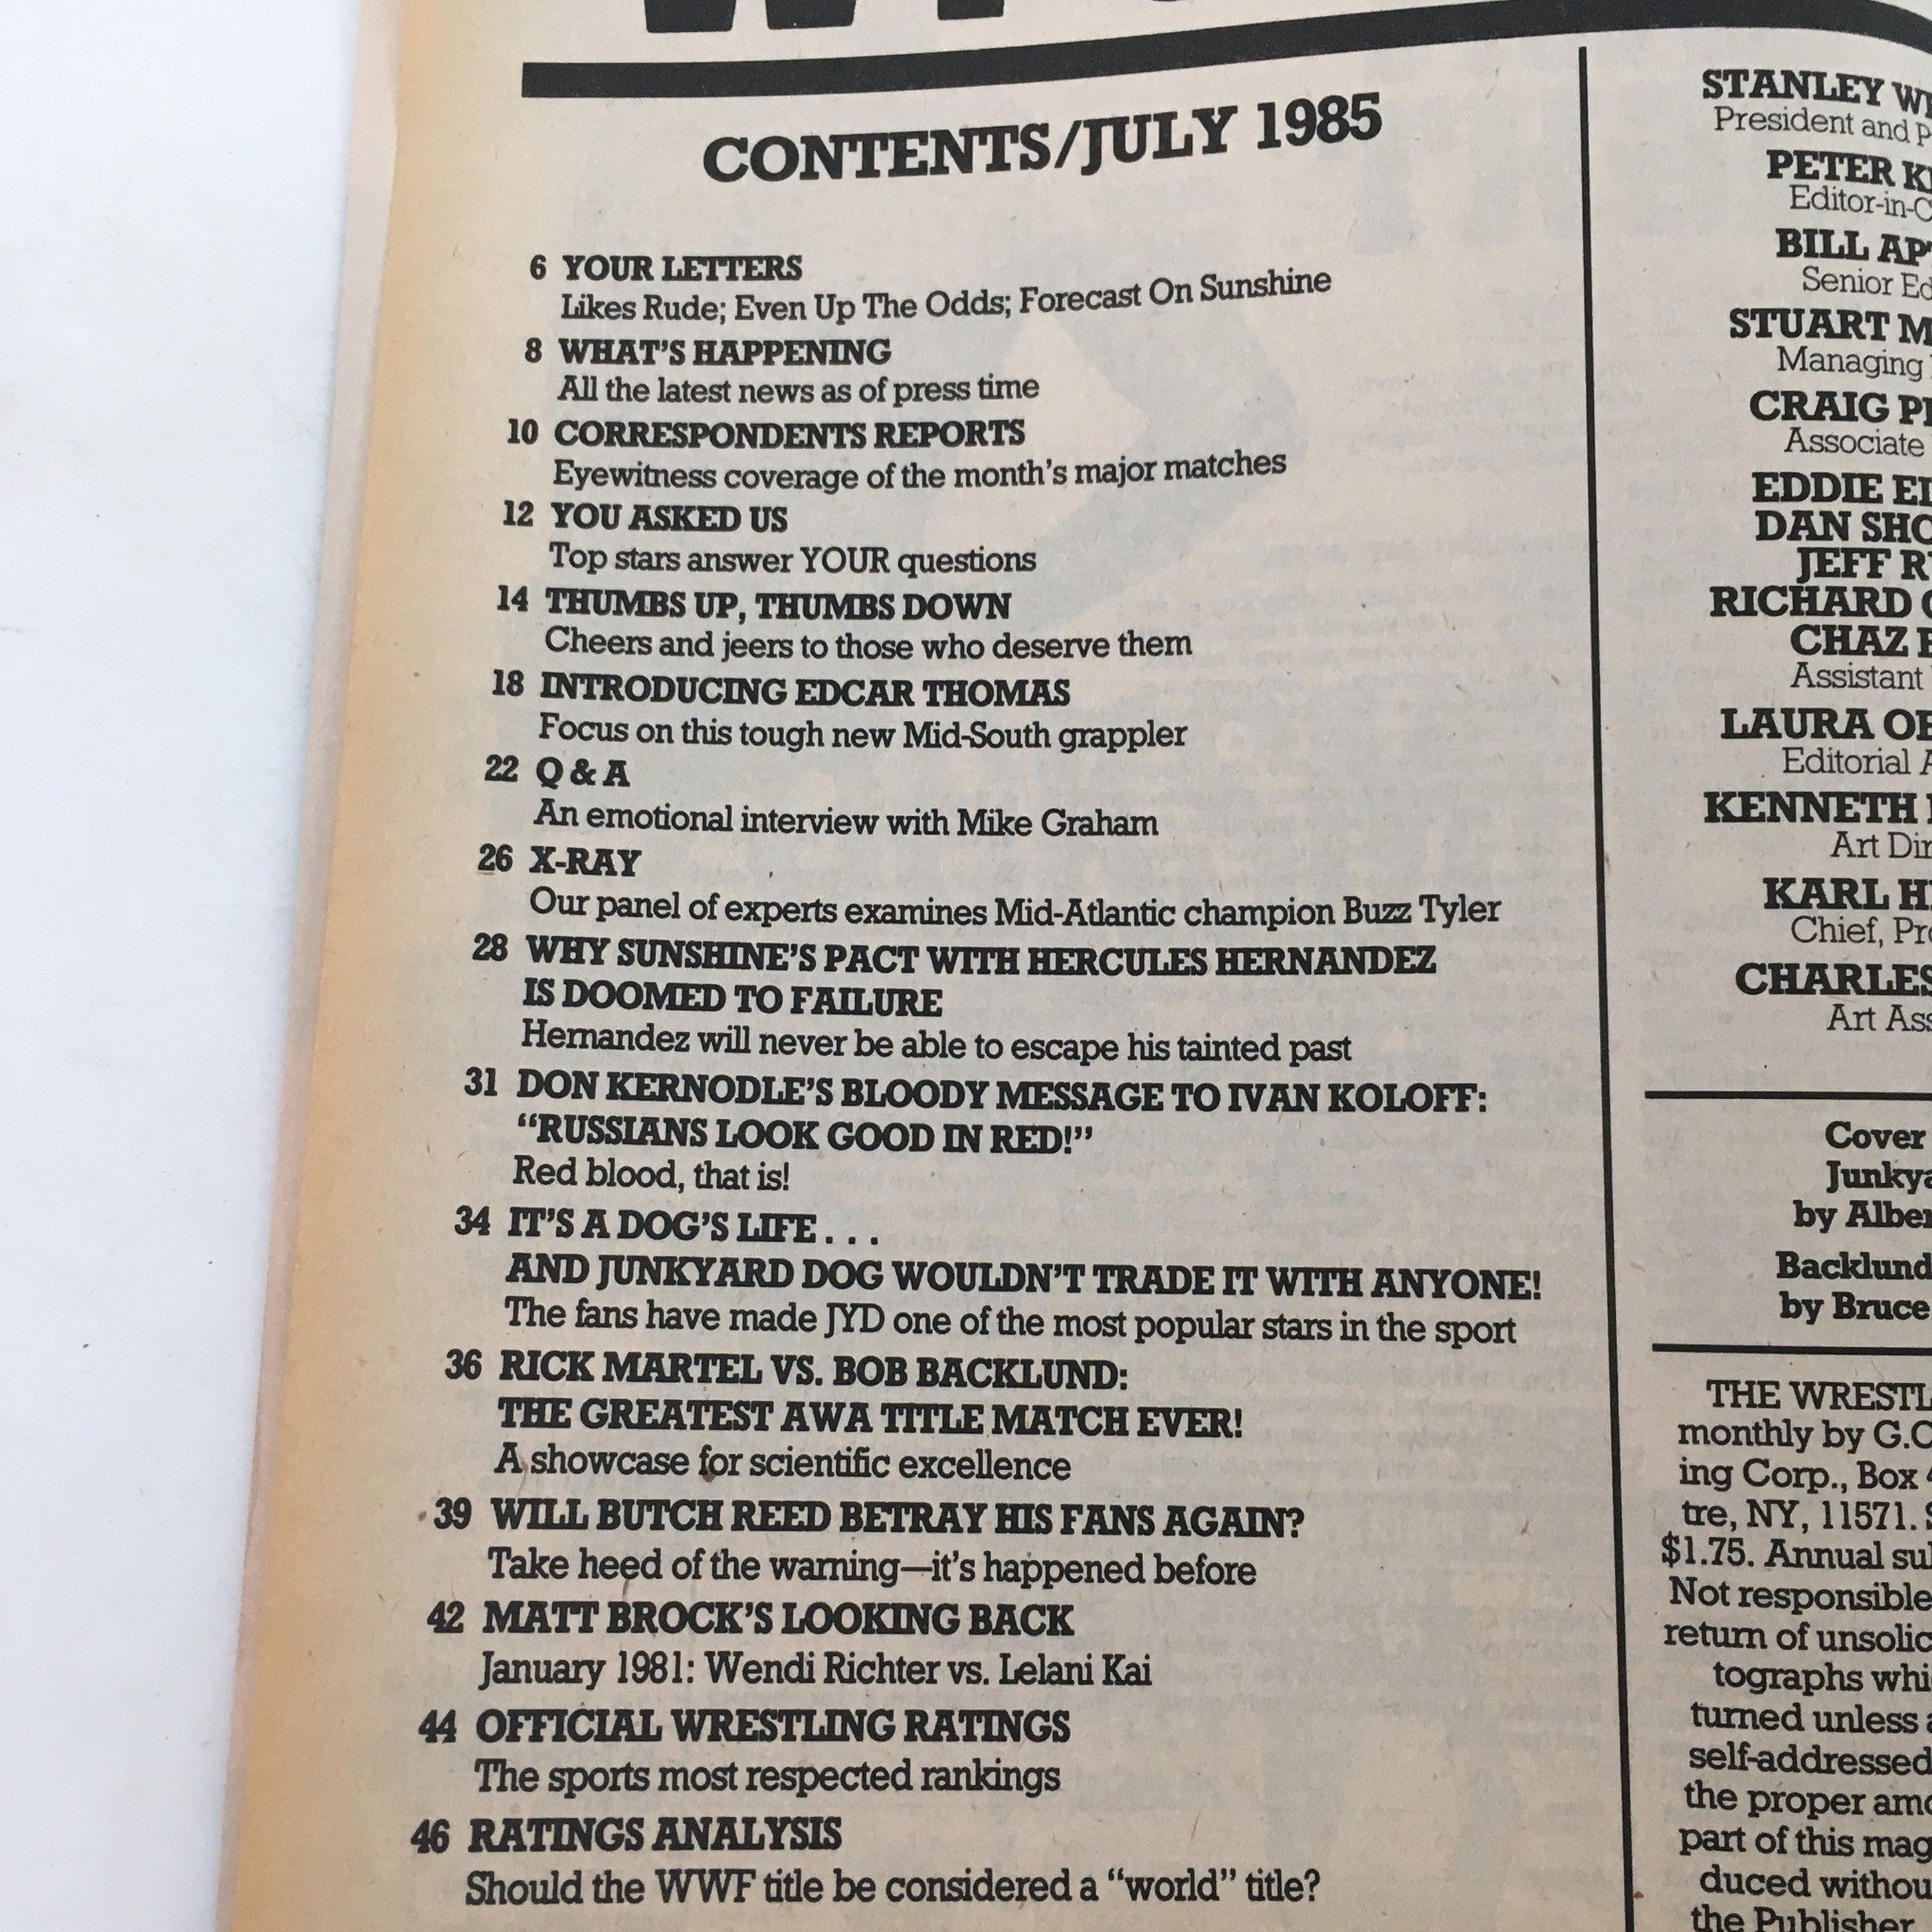 CONTENTS/JULY 1985
6 YOUR LETTERS
Likes Rude; Even Up The Odds; Forecast On Sunshine
8 WHAT'S HAPPENING
All the latest news as of press time
10 CORRESPONDENTS REPORTS
Eyewitness coverage of the month's major matches
12 YOU ASKED US
Top stars answer YOUR questions
14 THUMBS UP, THUMBS DOWN
Cheers and jeers to those who deserve them
18 INTRODUCING EDCAR THOMAS
Focus on this tough new Mid-South grappler
22 Q & A
An emotional interview with Mike Graham
26 X-RAY
Our panel of experts examines Mid-Atlantic champion Buzz Tyler
28 WHY SUNSHINE'S PACT WITH HERCULES HERNANDEZ
IS DOOMED TO FAILURE
Hernandez will never be able to escape his tainted past
31 DON KERNODLE'S BLOODY MESSAGE TO IVAN KOLOFF:
"RUSSIANS LOOK GOOD IN RED!"
Red blood, that is!
34 IT'S A DOG'S LIFE...
AND JUNKYARD DOG WOULDN'T TRADE IT WITH ANYONE!
The fans have made JYD one of the most popular stars in the sport
36 RICK MARTEL VS. BOB BACKLUND:
THE GREATEST AWA TITLE MATCH EVER!
A showcase for scientific excellence
39 WILL BUTCH REED BETRAY HIS FANS AGAIN?
Take heed of the warning—it's happened before
42 MATT BROCK'S LOOKING BACK
January 1981: Wendi Richter vs. Lelani Kai
44 OFFICIAL WRESTLING RATINGS
The sports most respected rankings
46 RATINGS ANALYSIS
Should the WWF title be considered a "world" title?
STANLEY
President and
PETER
Editor-in-
BILL
Senior
STUART
Managing
CRAIG
Associate
EDDIE
DAN
JEFF
RICHARD
CHAZ
Assistant
LAURA
Editorial
KENNETH
Art
KARL
Chief,
CHARLES
Art
Cover
by
Backlund
by Bruce
THE
monthly by
ing Corp., Box
tre, NY, 11571.
$1.75. Annual
Not responsible
return of
tographs
turned unless
self-addressed
the proper
part of this
duced
the Publisher